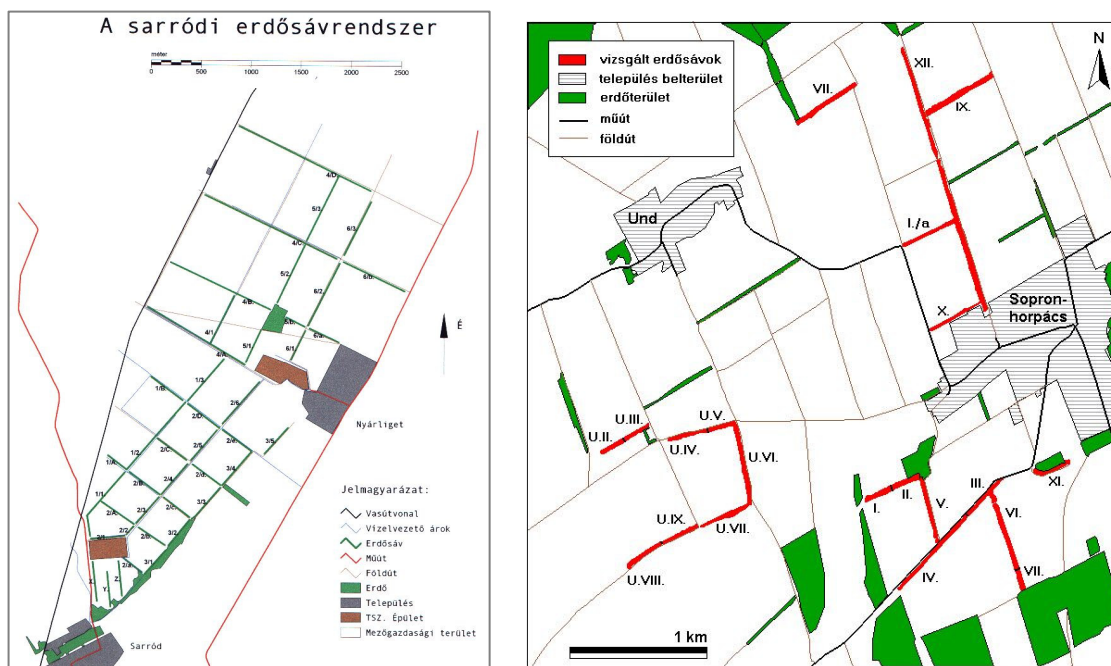 A sarródi erdősávrendszer
méter
0 500 1000 1500 2000 2500
4/D.
5/3.
6/3.
4/C.
5/2.
6/b.
6/2.
4/B.
5/b.
6/a.
4/1.
4/A.
5/1.
6/1.
1/3.
1/B.
2/6.
2/D.
Nyárliget
2/e.
3/5.
1/2.
2/C.
2/5.
1/A.
2/d.
3/4.
2/4.
2/B.
1/1.
3/3.
2/3.
2/c.
2/A.
2/2.
3/2.
2/1.
2/b.
2/a.
3/1.
X.
Y.
Z.
É
Jelmagyarázat:
Vasútvonal
Vízelvezető árok
Erdősáv
Műút
Földút
Erdő
Település
TSZ. Épület
Mezőgazdasági terület
Sarród
vizsgált erdősávok
település belterület
erdőterület
műút
földút
N
XII.
VII.
IX.
Und
I./a
X.
Sopron-
horpács
U.III.
U.II.
U.V.
U.IV.
U.VI.
U.IX.
U.VII.
U.VIII.
XI.
III.
II.
I.
V.
VI.
IV.
VII.
1 km